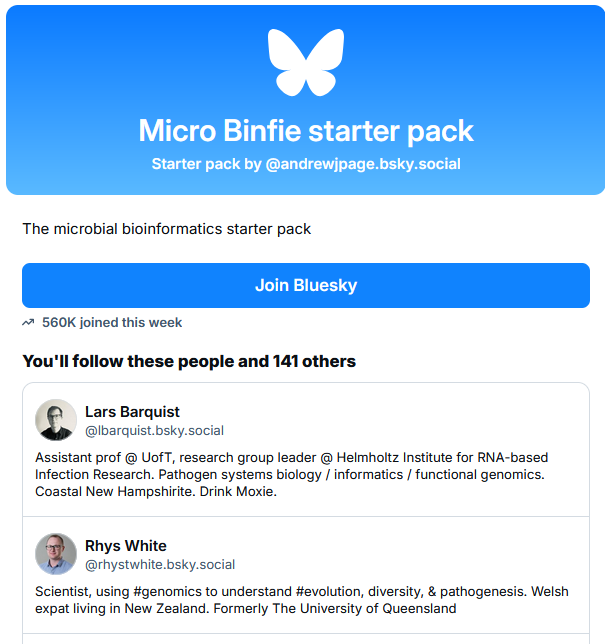 Micro Binfie starter pack
Starter pack by @andrewjpage.bsky.social
The microbial bioinformatics starter pack
Join Bluesky
560K joined this week
You'll follow these people and 141 others
Lars Barquist
@lbarquist.bsky.social
Assistant prof @ UofT, research group leader @ Helmholtz Institute for RNA-based
Infection Research. Pathogen systems biology / informatics / functional genomics.
Coastal New Hampshirite. Drink Moxie.
Rhys White
@rhystwhite.bsky.social
Scientist, using #genomics to understand #evolution, diversity, & pathogenesis. Welsh
expat living in New Zealand. Formerly The University of Queensland